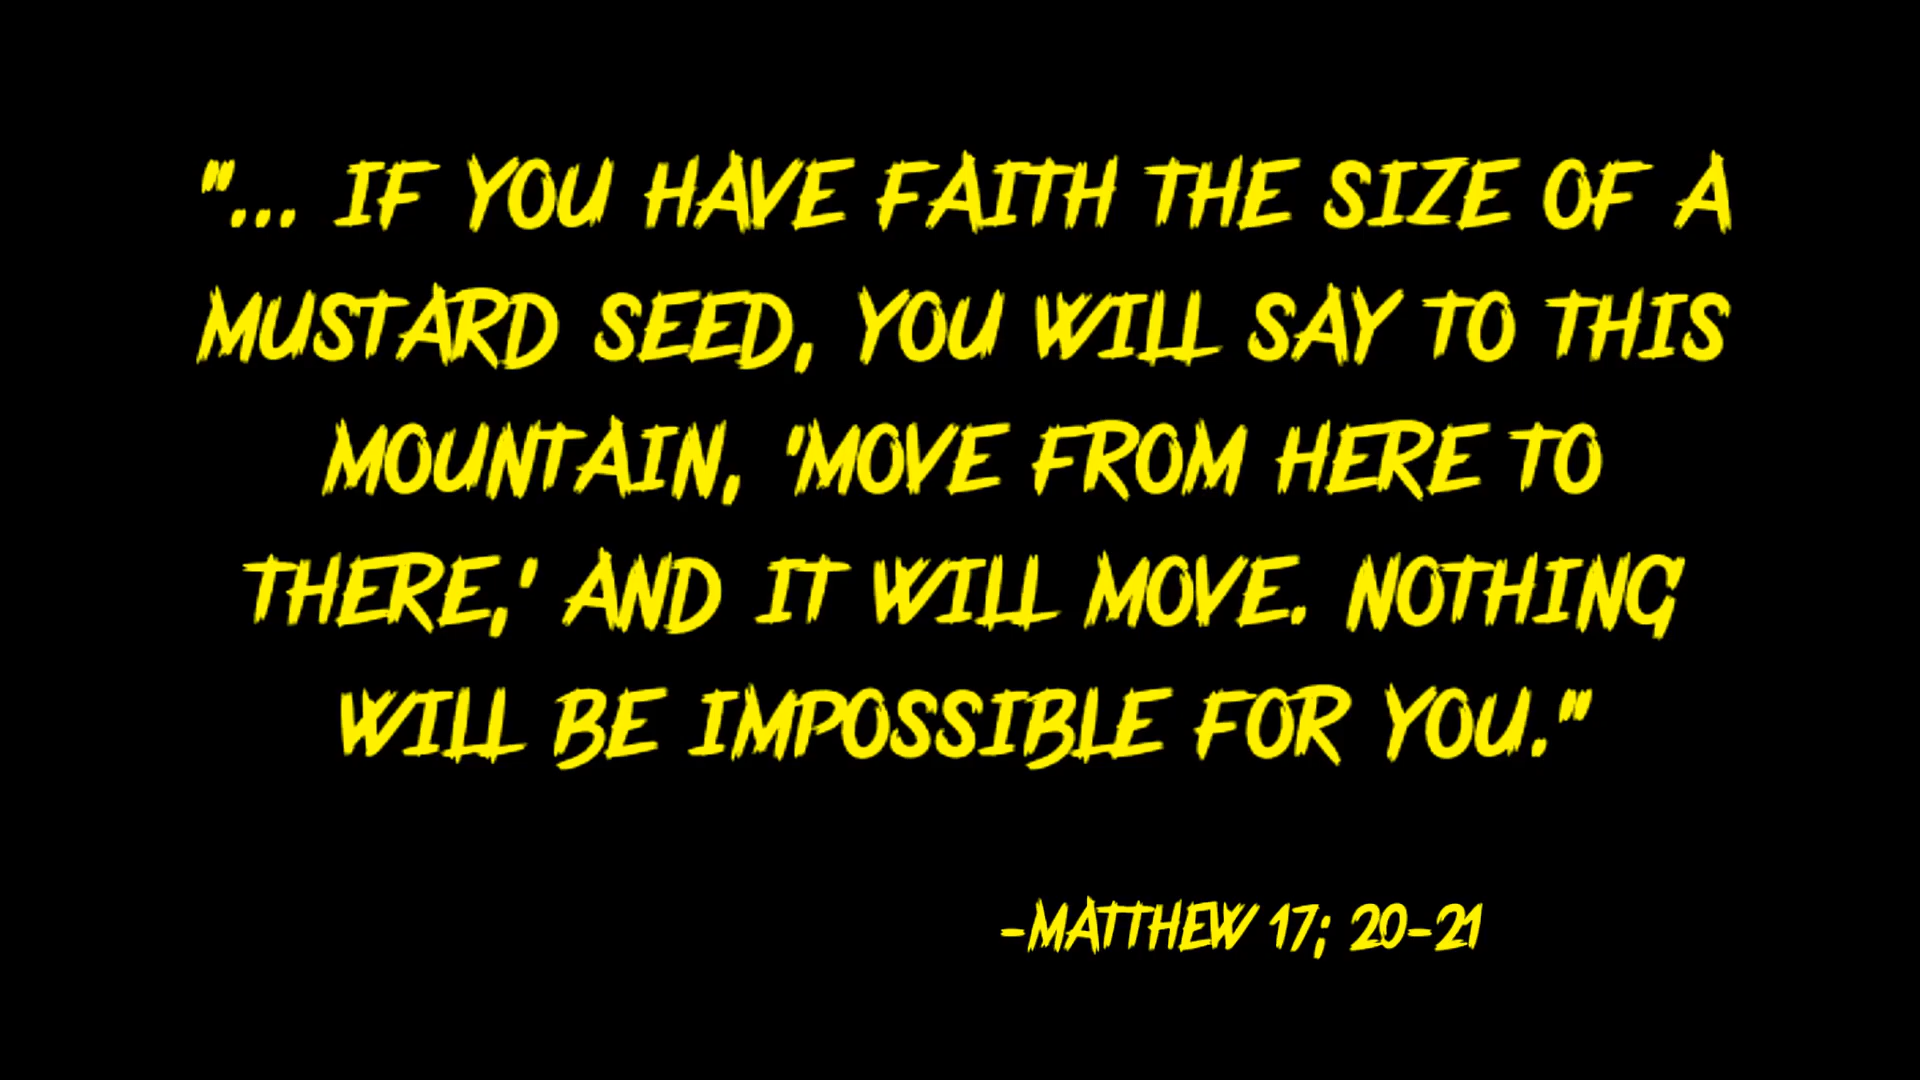 "... IF YOU HAVE FAITH THE SIZE OF A
MUSTARD SEED, YOU WILL SAY TO THIS
MOUNTAIN, 'MOVE FROM HERE TO
THERE,' AND IT WILL MOVE. NOTHING
WILL BE IMPOSSIBLE FOR YOU."
-MATTHEW 17; 20-21